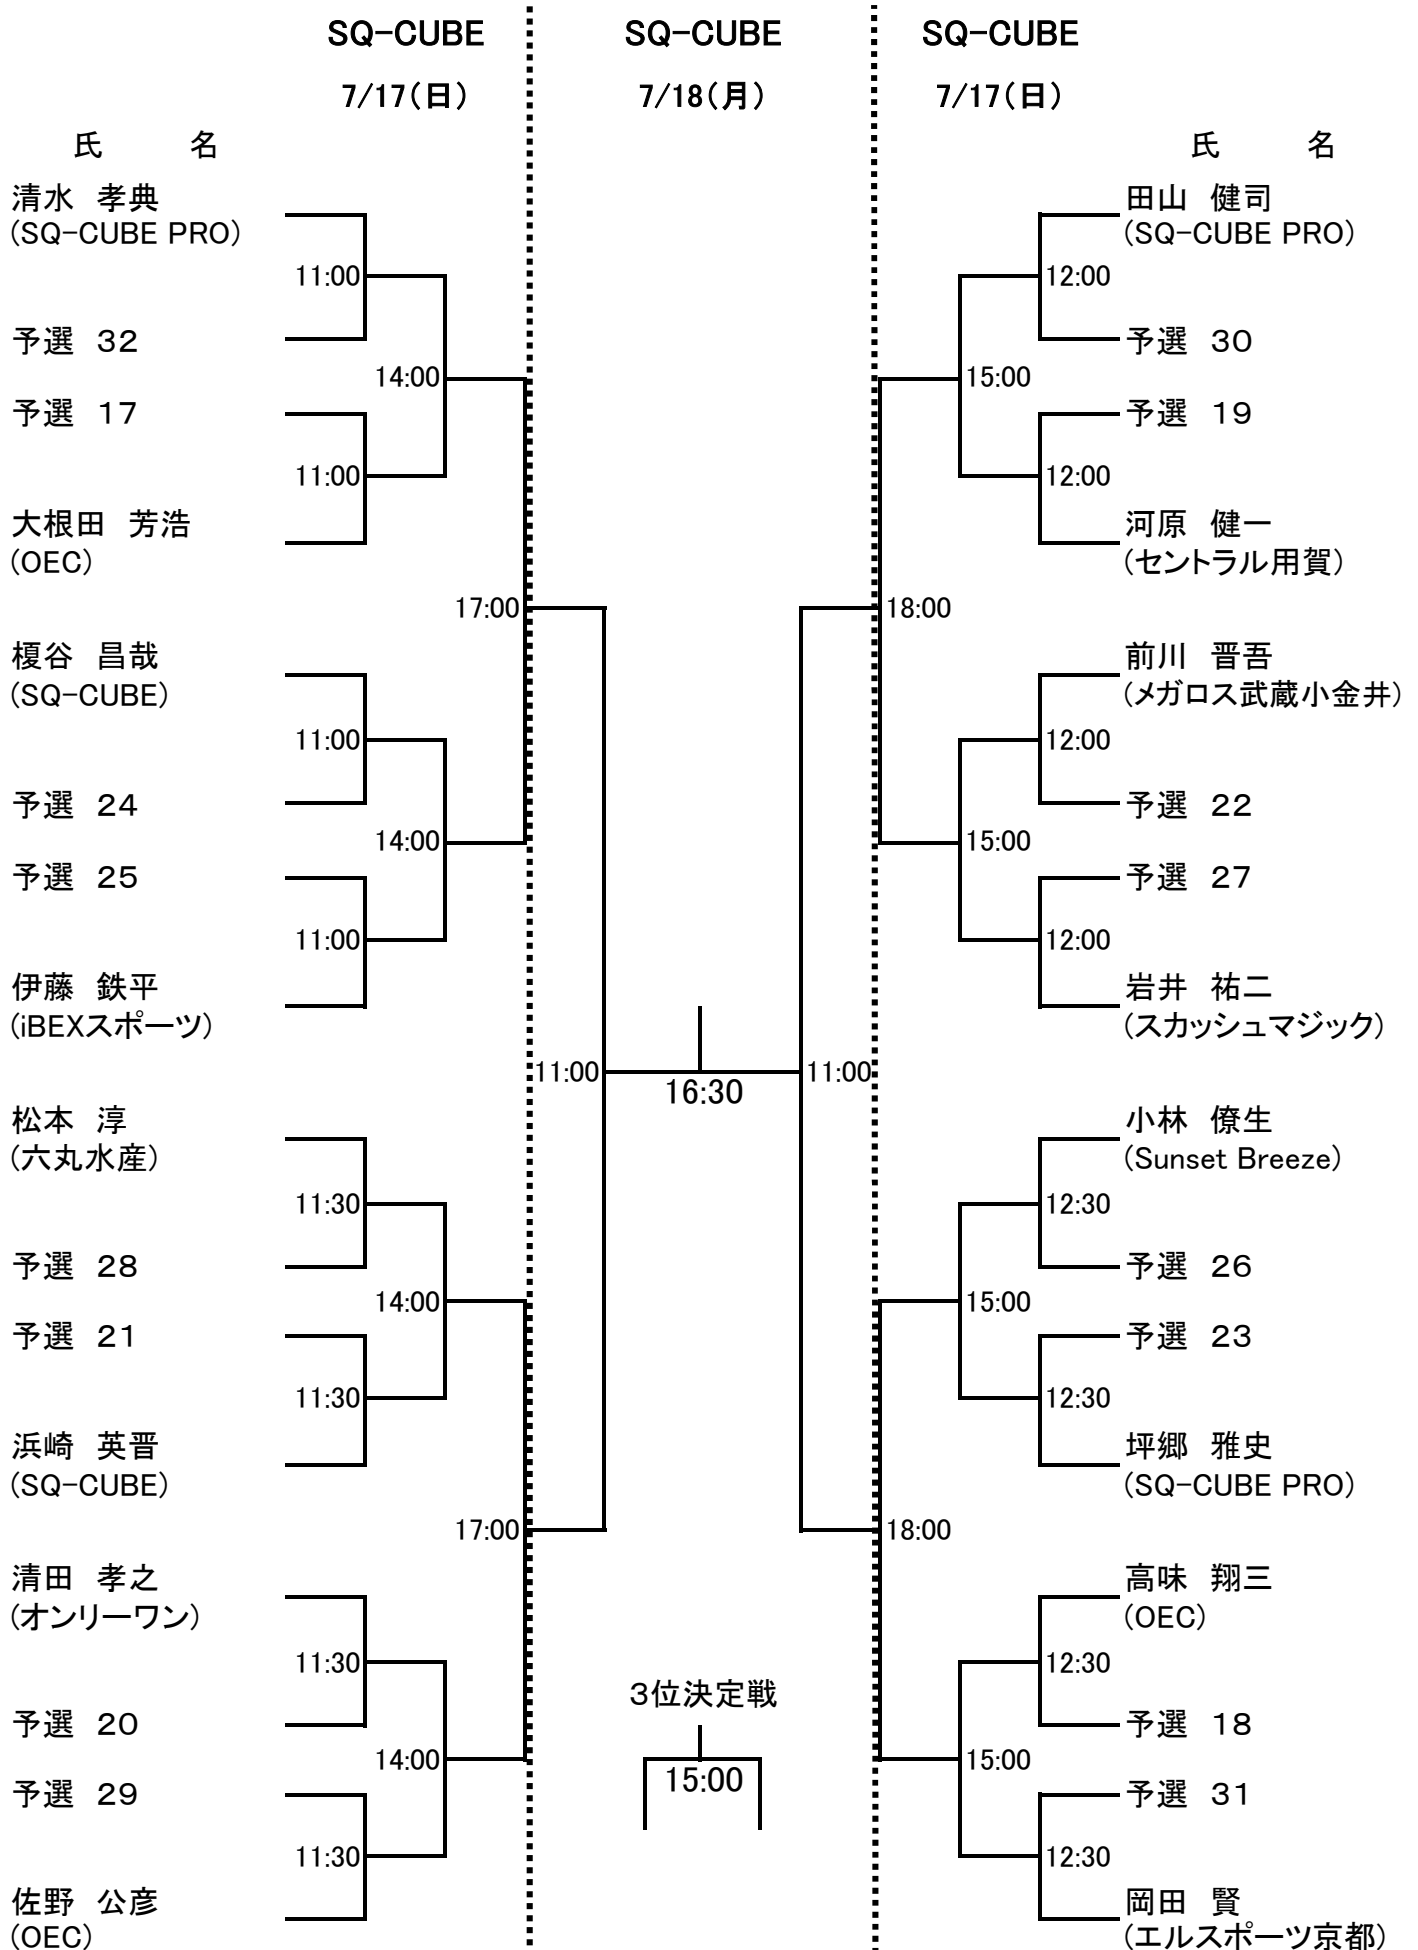 SQ-CUBE
7/17(日)
SQ-CUBE
7/18(月)
SQ-CUBE
7/17(日)
氏　名
清水　孝典
(SQ-CUBE PRO)
11:00
予選　32
14:00
予選　17
11:00
大根田　芳浩
(OEC)
17:00
榎谷　昌哉
(SQ-CUBE)
11:00
予選　24
14:00
予選　25
11:00
伊藤　鉄平
(iBEXスポーツ)
11:00
松本　淳
(六丸水産)
11:30
予選　28
14:00
予選　21
11:30
浜崎　英晋
(SQ-CUBE)
17:00
清田　孝之
(オンリーワン)
11:30
予選　20
14:00
予選　29
11:30
佐野　公彦
(OEC)
16:30
3位決定戦
15:00
氏　名
田山　健司
(SQ-CUBE PRO)
12:00
予選　30
15:00
予選　19
12:00
河原　健一
(セントラル用賀)
18:00
前川　晋吾
(メガロス武蔵小金井)
12:00
予選　22
15:00
予選　27
12:00
岩井　祐二
(スカッシュマジック)
11:00
小林　僚生
(Sunset Breeze)
12:30
予選　26
15:00
予選　23
12:30
坪郷　雅史
(SQ-CUBE PRO)
18:00
高味　翔三
(OEC)
12:30
予選　18
15:00
予選　31
12:30
岡田　賢
(エルスポーツ京都)